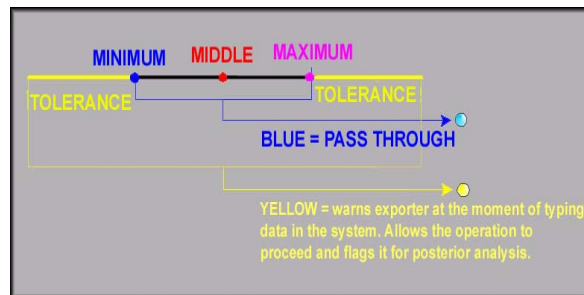 MINIMUM MIDDLE MAXIMUM
TOLERANCE TOLERANCE
BLUE = PASS THROUGH
YELLOW = warns exporter at the moment of typing
data in the system. Allows the operation to
proceed and flags it for posterior analysis.